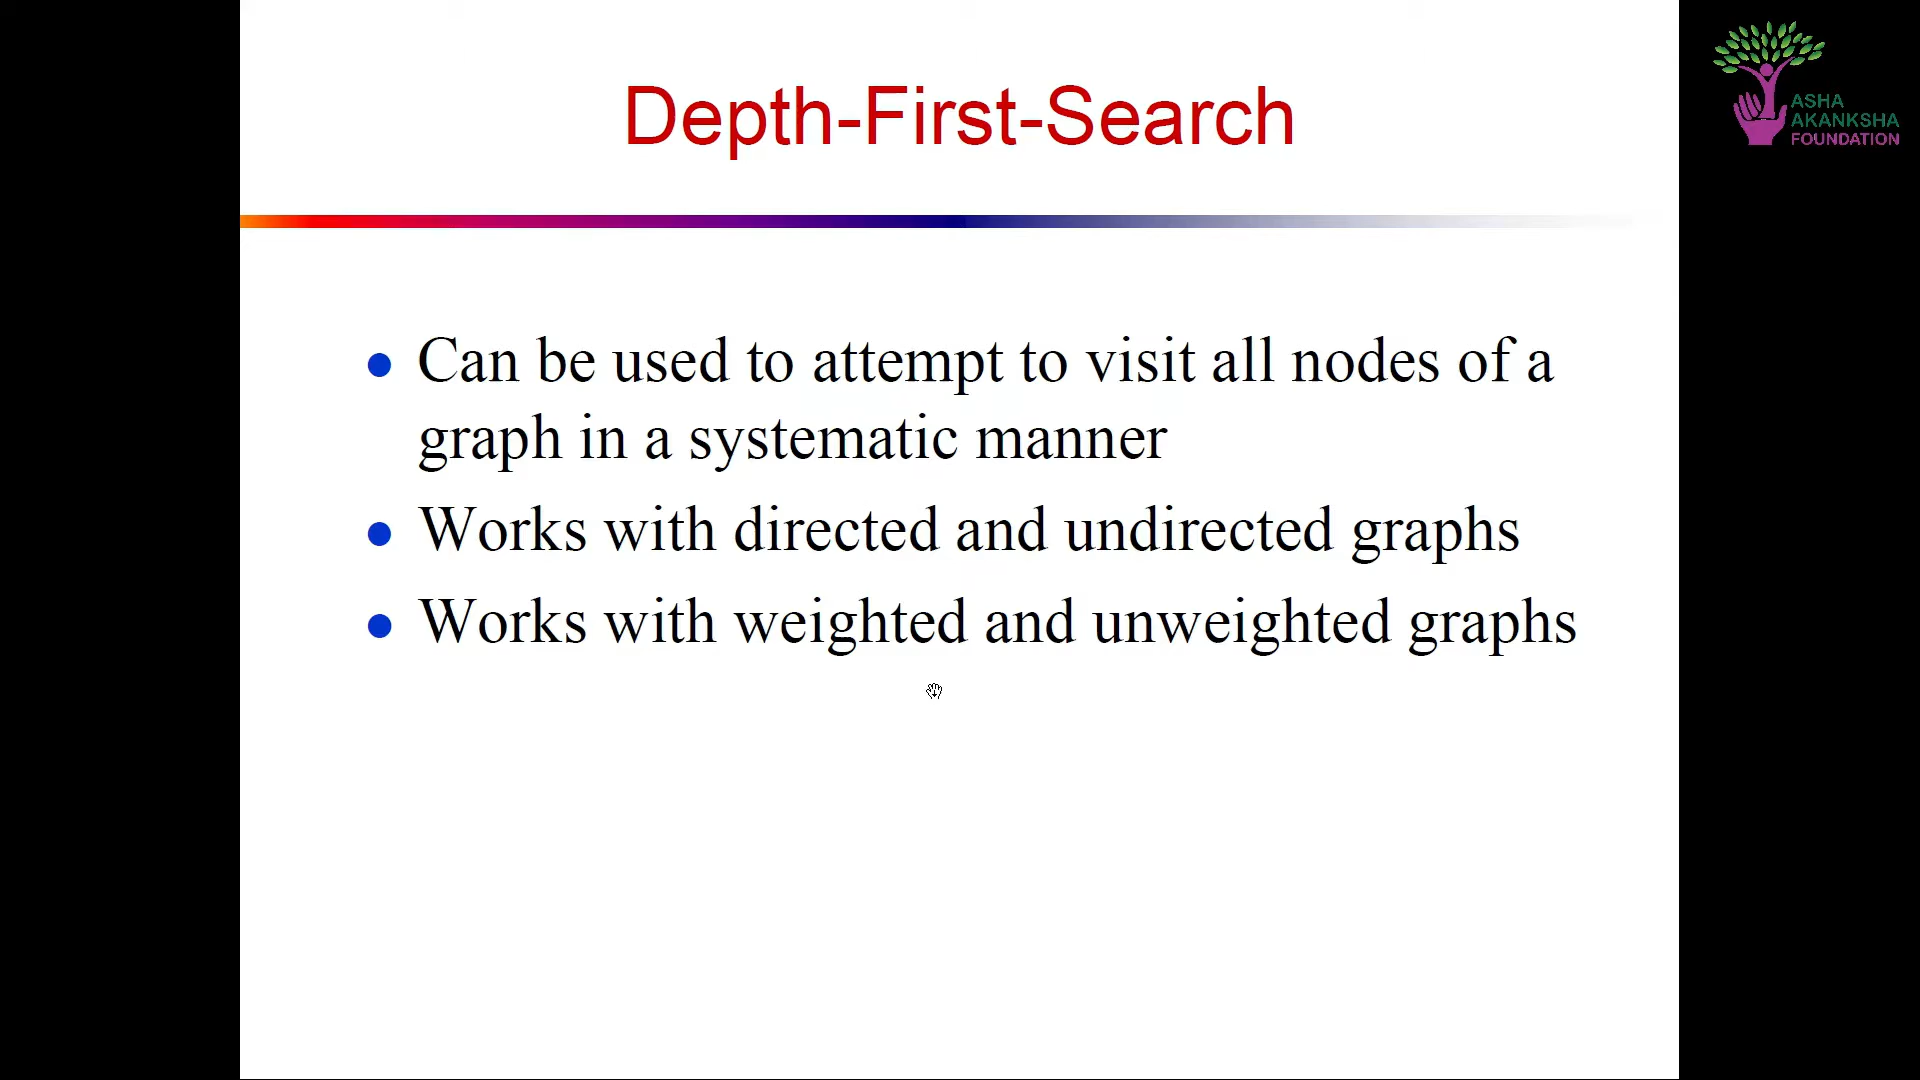 Depth-First-Search
ASHA
AKANKSHA
FOUNDATION
Can be used to attempt to visit all nodes of a
graph in a systematic manner
Works with directed and undirected graphs
Works with weighted and unweighted graphs